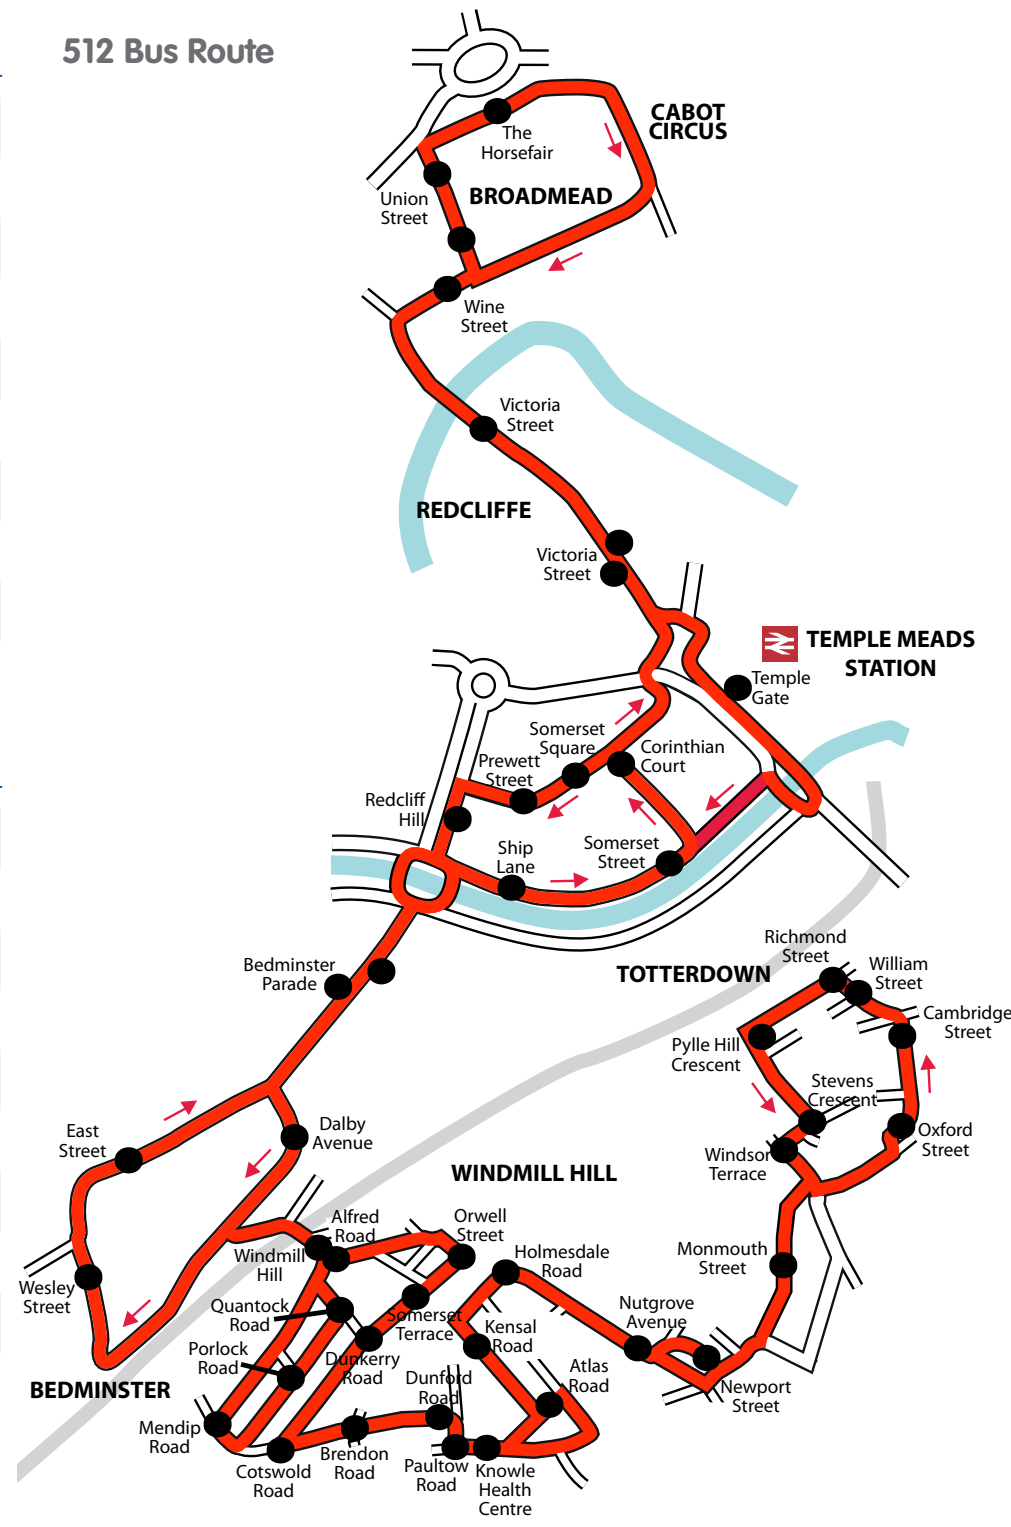 512 Bus Route
CABOT
CIRCUS
The
Horsefair
Union
Street
BROADMEAD
Wine
Street
Victoria
Street
REDCLIFFE
Victoria
Street
TEMPLE MEADS
STATION
Temple
Gate
Somerset
Square
Corinthian
Court
Prewett
Street
Redcliff
Hill
Ship
Lane
Somerset
Street
Bedminster
Parade
TOTTERDOWN
Richmond
Street
William
Street
Cambridge
Street
Pylle Hill
Crescent
Stevens
Crescent
Oxford
Street
Windsor
Terrace
East
Street
Dalby
Avenue
WINDMILL HILL
Alfred
Road
Orwell
Street
Windmill
Hill
Holmesdale
Road
Monmouth
Street
Wesley
Street
Quantock
Road
Somerset
Terrace
Nutgrove
Avenue
Kensal
Road
Porlock
Road
Dunkerry
Road
Dunford
Road
Atlas
Road
BEDMINSTER
Newport
Street
Mendip
Road
Cotswold
Road
Brendon
Road
Paultow
Road
Knowle
Health
Centre